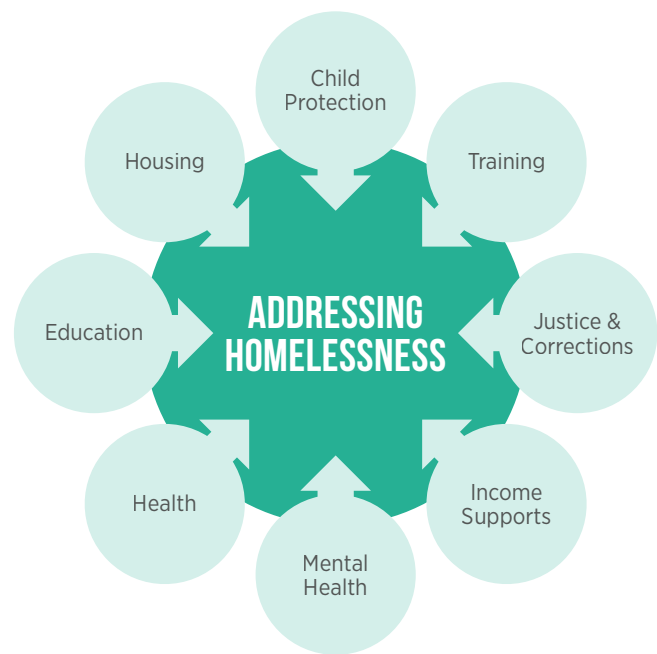 Child
Protection
Housing
Training
Education
ADDRESSING
HOMELESSNESS
Justice &
Corrections
Health
Income
Supports
Mental
Health